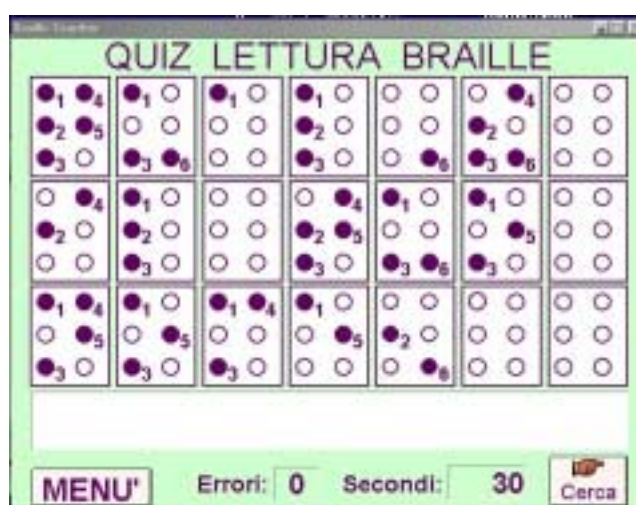 QUIZ LETTURA BRAILLE
⠟⠥⠁⠇⠠⠮
⠊⠇⠀⠞⠥⠕
⠝⠕⠍⠑⠢
MENU' Errori: 0 Secondi: 30 Cerca